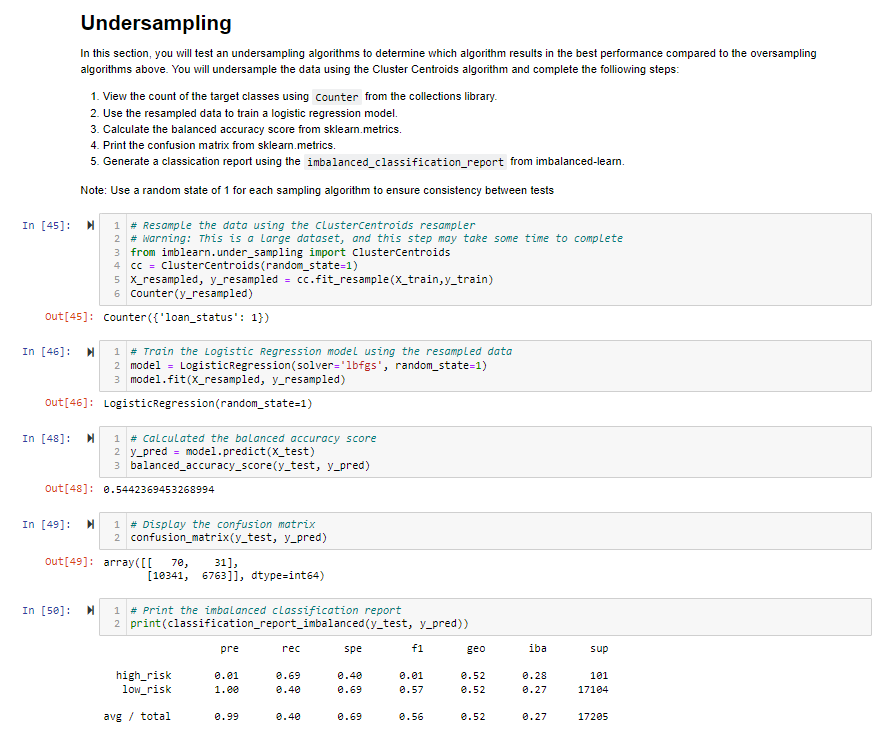 Undersampling
In this section, you will test an undersampling algorithms to determine which algorithm results in the best performance compared to the oversampling
algorithms above. You will undersample the data using the Cluster Centroids algorithm and complete the folliowing steps:
1. View the count of the target classes using Counter from the collections library.
2. Use the resampled data to train a logistic regression model.
3. Calculate the balanced accuracy score from sklearn.metrics.
4. Print the confusion matrix from sklearn.metrics.
5. Generate a classication report using the imbalanced_classification_report from imbalanced-learn.
Note: Use a random state of 1 for each sampling algorithm to ensure consistency between tests
In [45]:
1 # Resample the data using the ClusterCentroids resampler
2 # Warning: This is a large dataset, and this step may take some time to complete
3 from imblearn.under_sampling import ClusterCentroids
4 cc = ClusterCentroids(random_state=1)
5 X_resampled, y_resampled = cc.fit_resample(X_train,y_train)
6 Counter(y_resampled)
Out[45]: Counter({'loan_status': 1})
In [46]:
1 # Train the Logistic Regression model using the resampled data
2 model = LogisticRegression(solver='lbfgs', random_state=1)
3 model.fit(X_resampled, y_resampled)
Out[46]: LogisticRegression(random_state=1)
In [48]:
1 # Calculated the balanced accuracy score
2 y_pred = model.predict(X_test)
3 balanced_accuracy_score(y_test, y_pred)
Out[48]: 0.5442369453268994
In [49]:
1 # Display the confusion matrix
2 confusion_matrix(y_test, y_pred)
Out[49]: array([[ 70, 31],
[10341, 6763]], dtype=int64)
In [50]:
1 # Print the imbalanced classification report
2 print(classification_report_imbalanced(y_test, y_pred))
pre rec spe f1 geo iba sup
high_risk 0.01 0.69 0.40 0.01 0.52 0.28 101
low_risk 1.00 0.40 0.69 0.57 0.52 0.27 17104
avg / total 0.99 0.40 0.69 0.56 0.52 0.27 17205